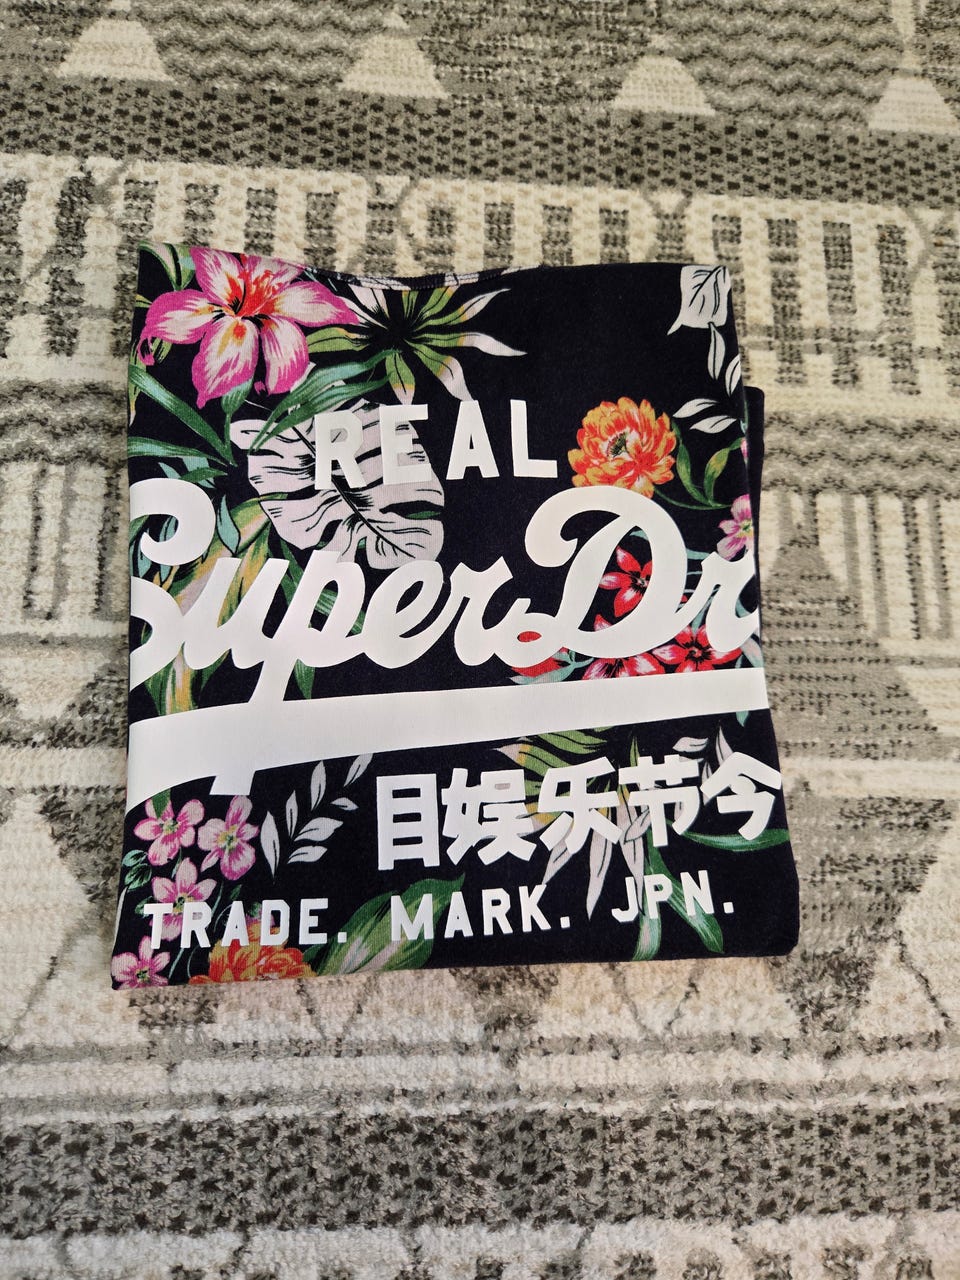 REAL
SuperDr
目娱乐节今
TRADE. MARK. JPN.